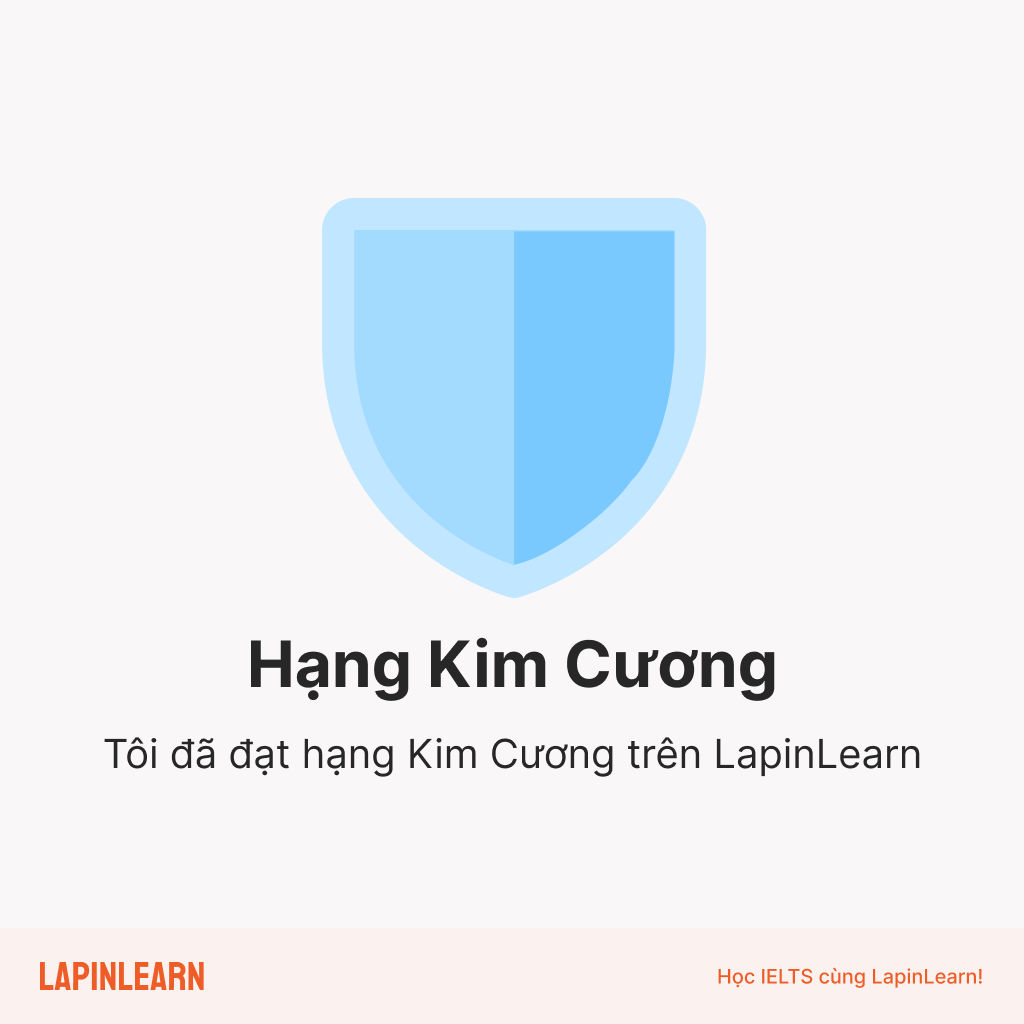 Hạng Kim Cương
Tôi đã đạt hạng Kim Cương trên LapinLearn
LAPINLEARN
Học IELTS cùng LapinLearn!